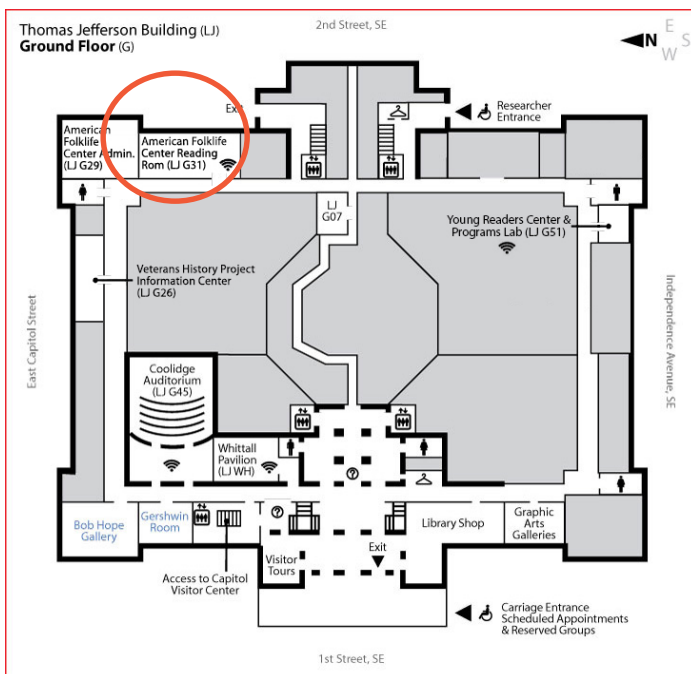 Thomas Jefferson Building (LJ)
Ground Floor (G)
2nd Street, SE
N
E
S
W
Exit
Researcher
Entrance
American
Folklife
Center Admin.
(LJ G29)
American Folklife
Center Reading
Rom (LJ G31)
LJ
G07
Young Readers Center &
Programs Lab (LJ G51)
Veterans History Project
Information Center
(LJ G26)
East Capitol Street
Independence Avenue, SE
Coolidge
Auditorium
(LJ G45)
Whittall
Pavilion
(LJ WH)
?
Bob Hope
Gallery
Gershwin
Room
?
Library Shop
Graphic
Arts
Galleries
Exit
Visitor
Tours
Access to Capitol
Visitor Center
Carriage Entrance
Scheduled Appointments
& Reserved Groups
1st Street, SE